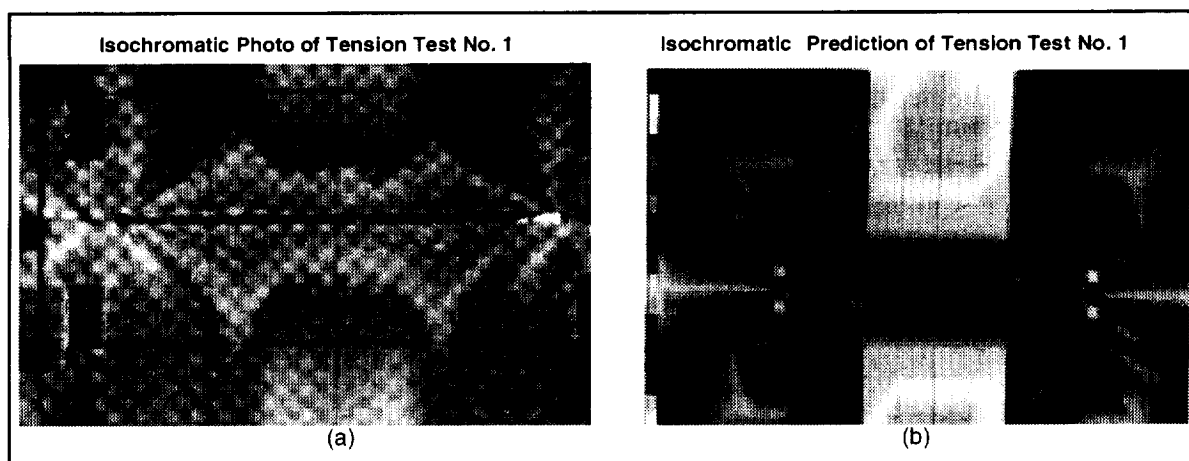 Isochromatic Photo of Tension Test No. 1
Isochromatic Prediction of Tension Test No. 1
(a)
(b)